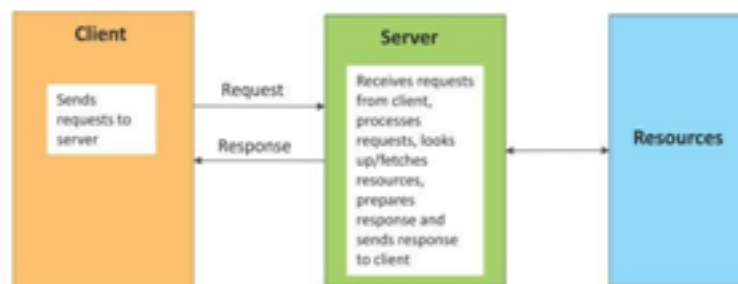 Client
Sends
requests to
server
Request
Response
Server
Receives requests
from client,
processes
requests, looks
up/fetches
resources,
prepares
response and
sends response
to client
Resources